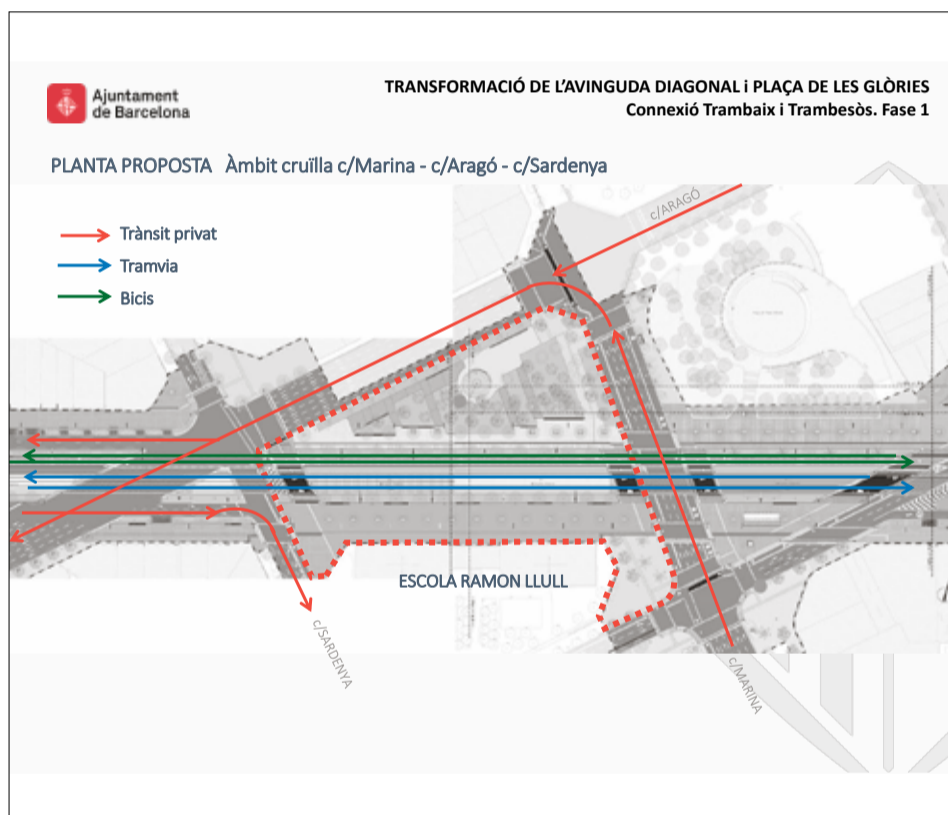 Ajuntament
de Barcelona
TRANSFORMACIÓ DE L'AVINGUDA DIAGONAL i PLAÇA DE LES GLÒRIES
Connexió Trambaix i Trambesòs. Fase 1
PLANTA PROPOSTA Àmbit cruïlla c/Marina - c/Aragó - c/Sardenya
Trànsit privat
Tramvia
Bicis
c/ARAGÓ
ESCOLA RAMON LLULL
c/SARDENYA
c/MARINA